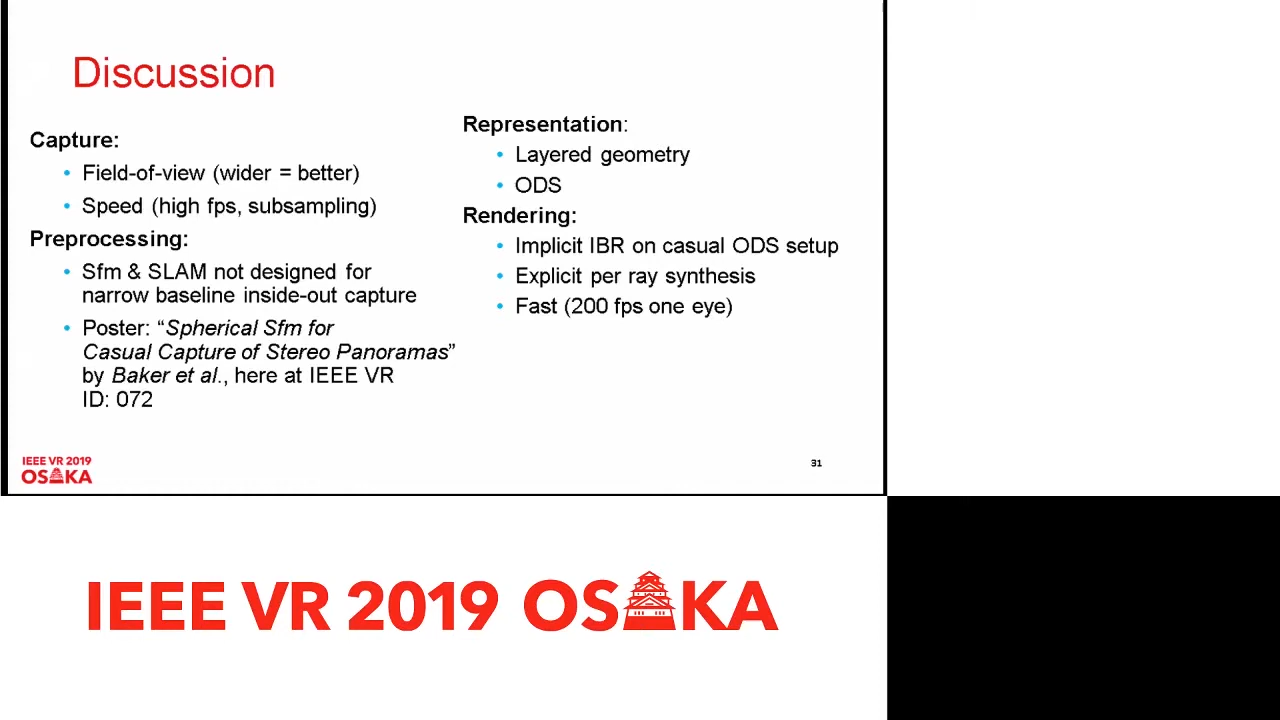 Discussion
Capture:
• Field-of-view (wider = better)
• Speed (high fps, subsampling)
Preprocessing:
• Sfm & SLAM not designed for
narrow baseline inside-out capture
• Poster: “Spherical Sfm for
Casual Capture of Stereo Panoramas”
by Baker et al., here at IEEE VR
ID: 072
Representation:
• Layered geometry
• ODS
Rendering:
• Implicit IBR on casual ODS setup
• Explicit per ray synthesis
• Fast (200 fps one eye)
IEEE VR 2019
OSAKA
31
IEEE VR 2019 OSAKA